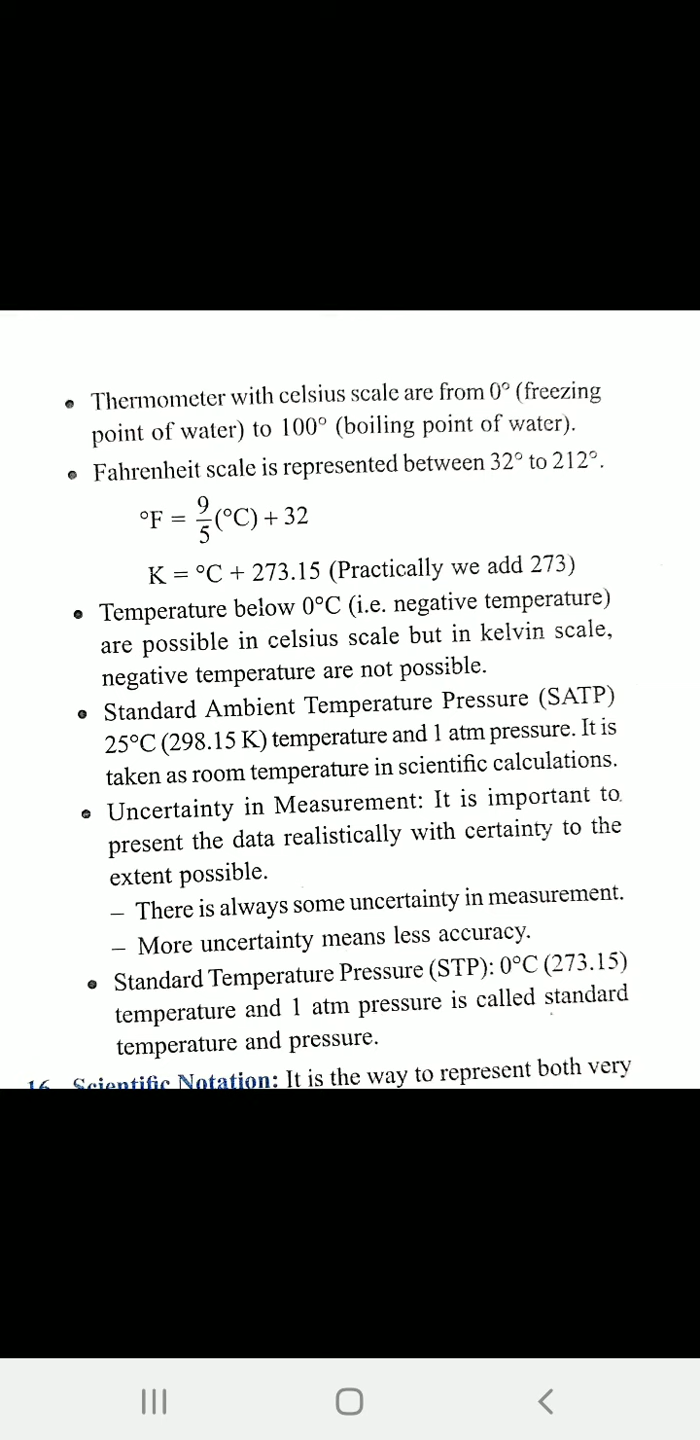 • Thermometer with celsius scale are from 0° (freezing
point of water) to 100° (boiling point of water).
• Fahrenheit scale is represented between 32° to 212°.
°F = 9/5 (°C) + 32
K = °C + 273.15 (Practically we add 273)
• Temperature below 0°C (i.e. negative temperature)
are possible in celsius scale but in kelvin scale,
negative temperature are not possible.
• Standard Ambient Temperature Pressure (SATP)
25°C (298.15 K) temperature and 1 atm pressure. It is
taken as room temperature in scientific calculations.
• Uncertainty in Measurement: It is important to
present the data realistically with certainty to the
extent possible.
– There is always some uncertainty in measurement.
– More uncertainty means less accuracy.
• Standard Temperature Pressure (STP): 0°C (273.15)
temperature and 1 atm pressure is called standard
temperature and pressure.
16. Scientific Notation: It is the way to represent both very